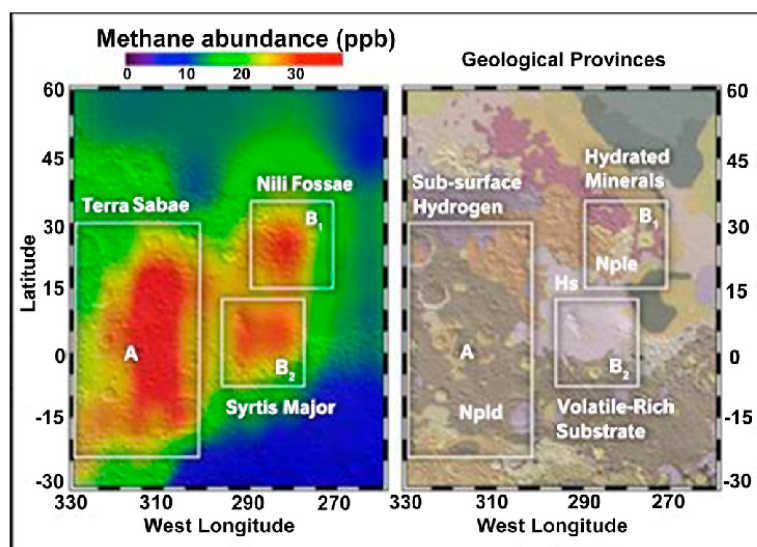 Methane abundance (ppb)
0 10 20 30
Geological Provinces
60
45
30
15
0
-15
-30
Latitude
330 310 290 270
West Longitude
Terra Sabae
Nili Fossae
B1
A
B2
Syrtis Major
60
45
30
15
0
-15
-30
330 310 290 270
West Longitude
Sub-surface
Hydrogen
Hydrated
Minerals
B1
Nple
Hs
A
B2
Npld
Volatile-Rich
Substrate